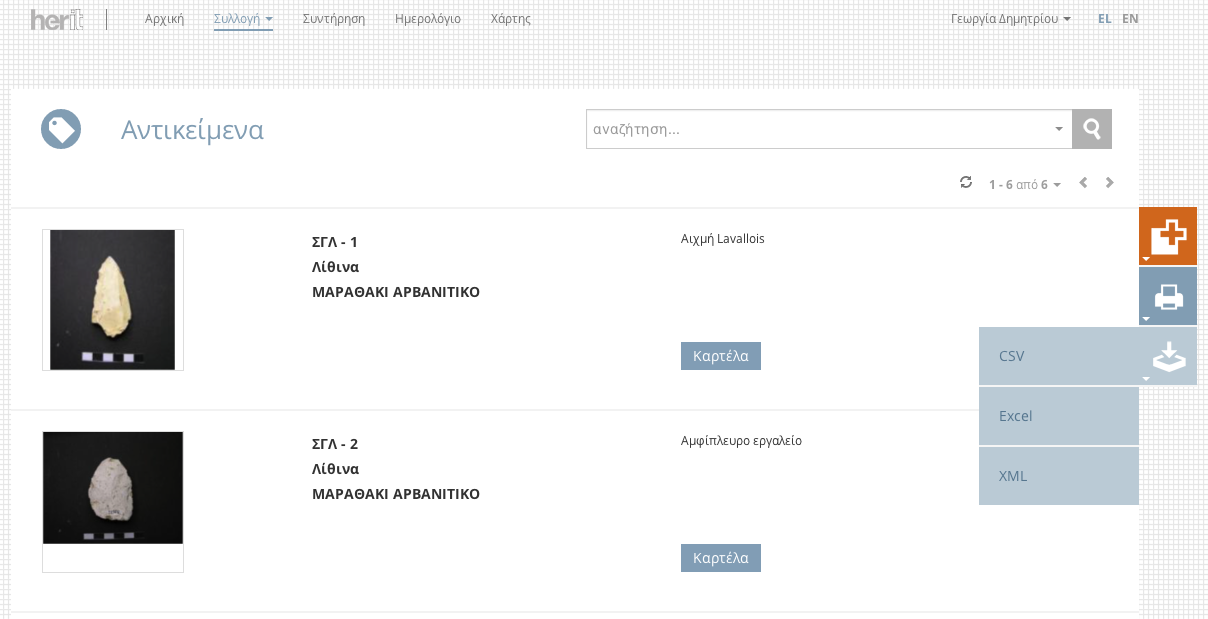 herit Αρχική Συλλογή Συντήρηση Ημερολόγιο Χάρτης Γεωργία Δημητρίου EL EN
Αντικείμενα αναζήτηση...
1 - 6 από 6
ΣΓΛ - 1
Λίθινα
ΜΑΡΑΘΑΚΙ ΑΡΒΑΝΙΤΙΚΟ
Αιχμή Lavallois
Καρτέλα
CSV
Excel
XML
ΣΓΛ - 2
Λίθινα
ΜΑΡΑΘΑΚΙ ΑΡΒΑΝΙΤΙΚΟ
Αμφίπλευρο εργαλείο
Καρτέλα